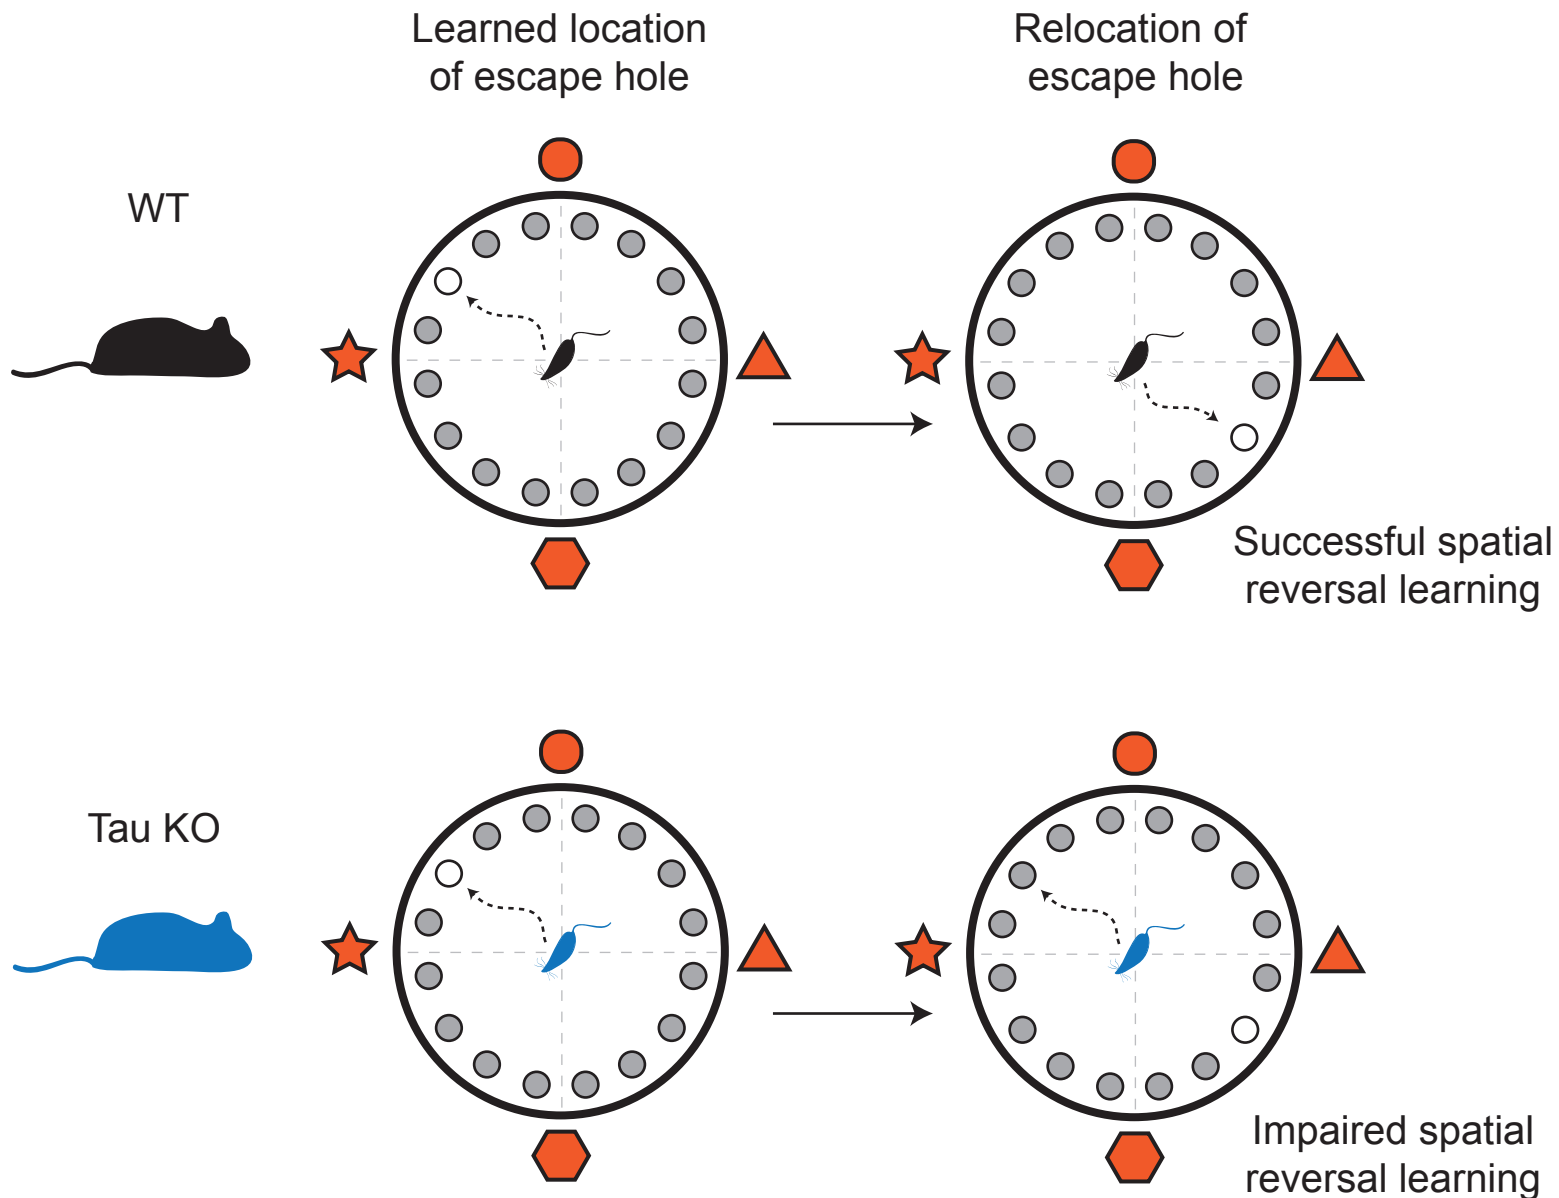 Learned location
of escape hole
Relocation of
escape hole
WT
Successful spatial
reversal learning
Tau KO
Impaired spatial
reversal learning